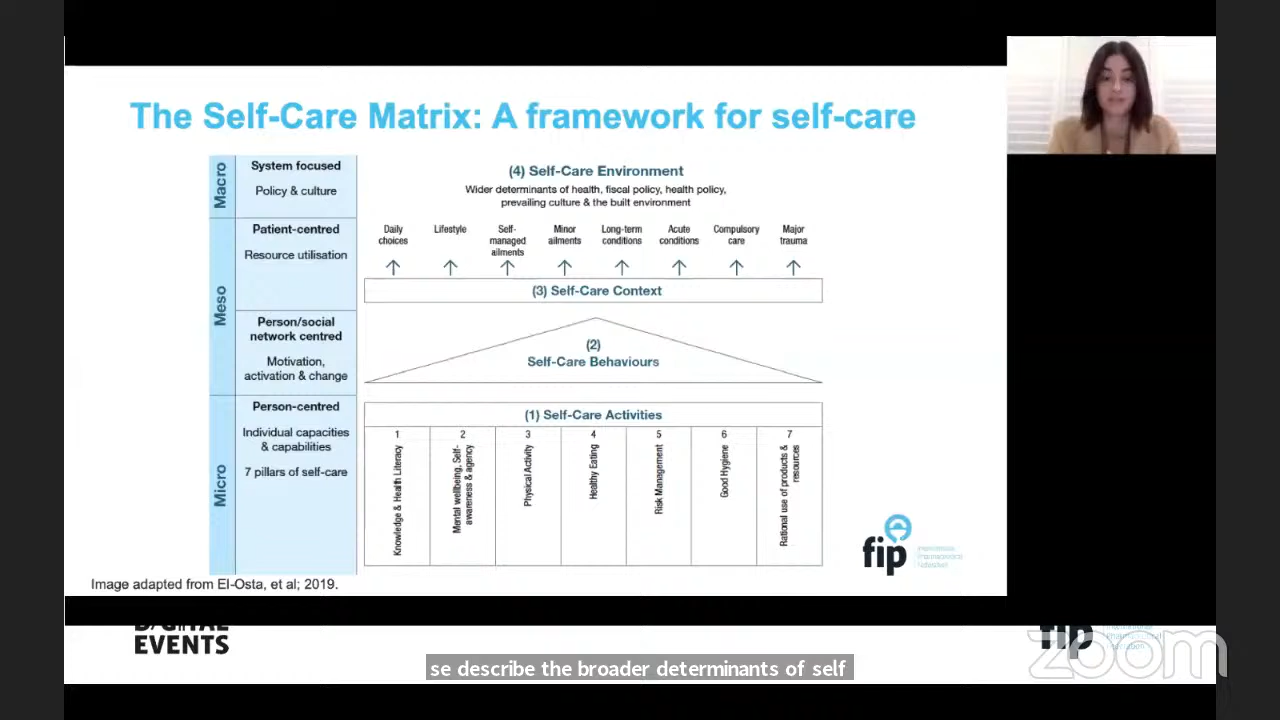 The Self-Care Matrix: A framework for self-care
Macro
System focused
Policy & culture
(4) Self-Care Environment
Wider determinants of health, fiscal policy, health policy,
prevailing culture & the built environment
Meso
Patient-centred
Resource utilisation
Daily
choices
Lifestyle
Self-
managed
ailments
Minor
ailments
Long-term
conditions
Acute
conditions
Compulsory
care
Major
trauma
(3) Self-Care Context
Person/social
network centred
Motivation,
activation & change
(2)
Self-Care Behaviours
Micro
Person-centred
Individual capacities
& capabilities
7 pillars of self-care
(1) Self-Care Activities
1
Knowledge & Health Literacy
2
Mental wellbeing, Self-
awareness & agency
3
Physical Activity
4
Healthy Eating
5
Risk Management
6
Good Hygiene
7
Rational use of products &
resources
fip
International
Pharmaceutical
Federation
Image adapted from El-Osta, et al; 2019.
DIGITAL
EVENTS
fip
zoom
se describe the broader determinants of self